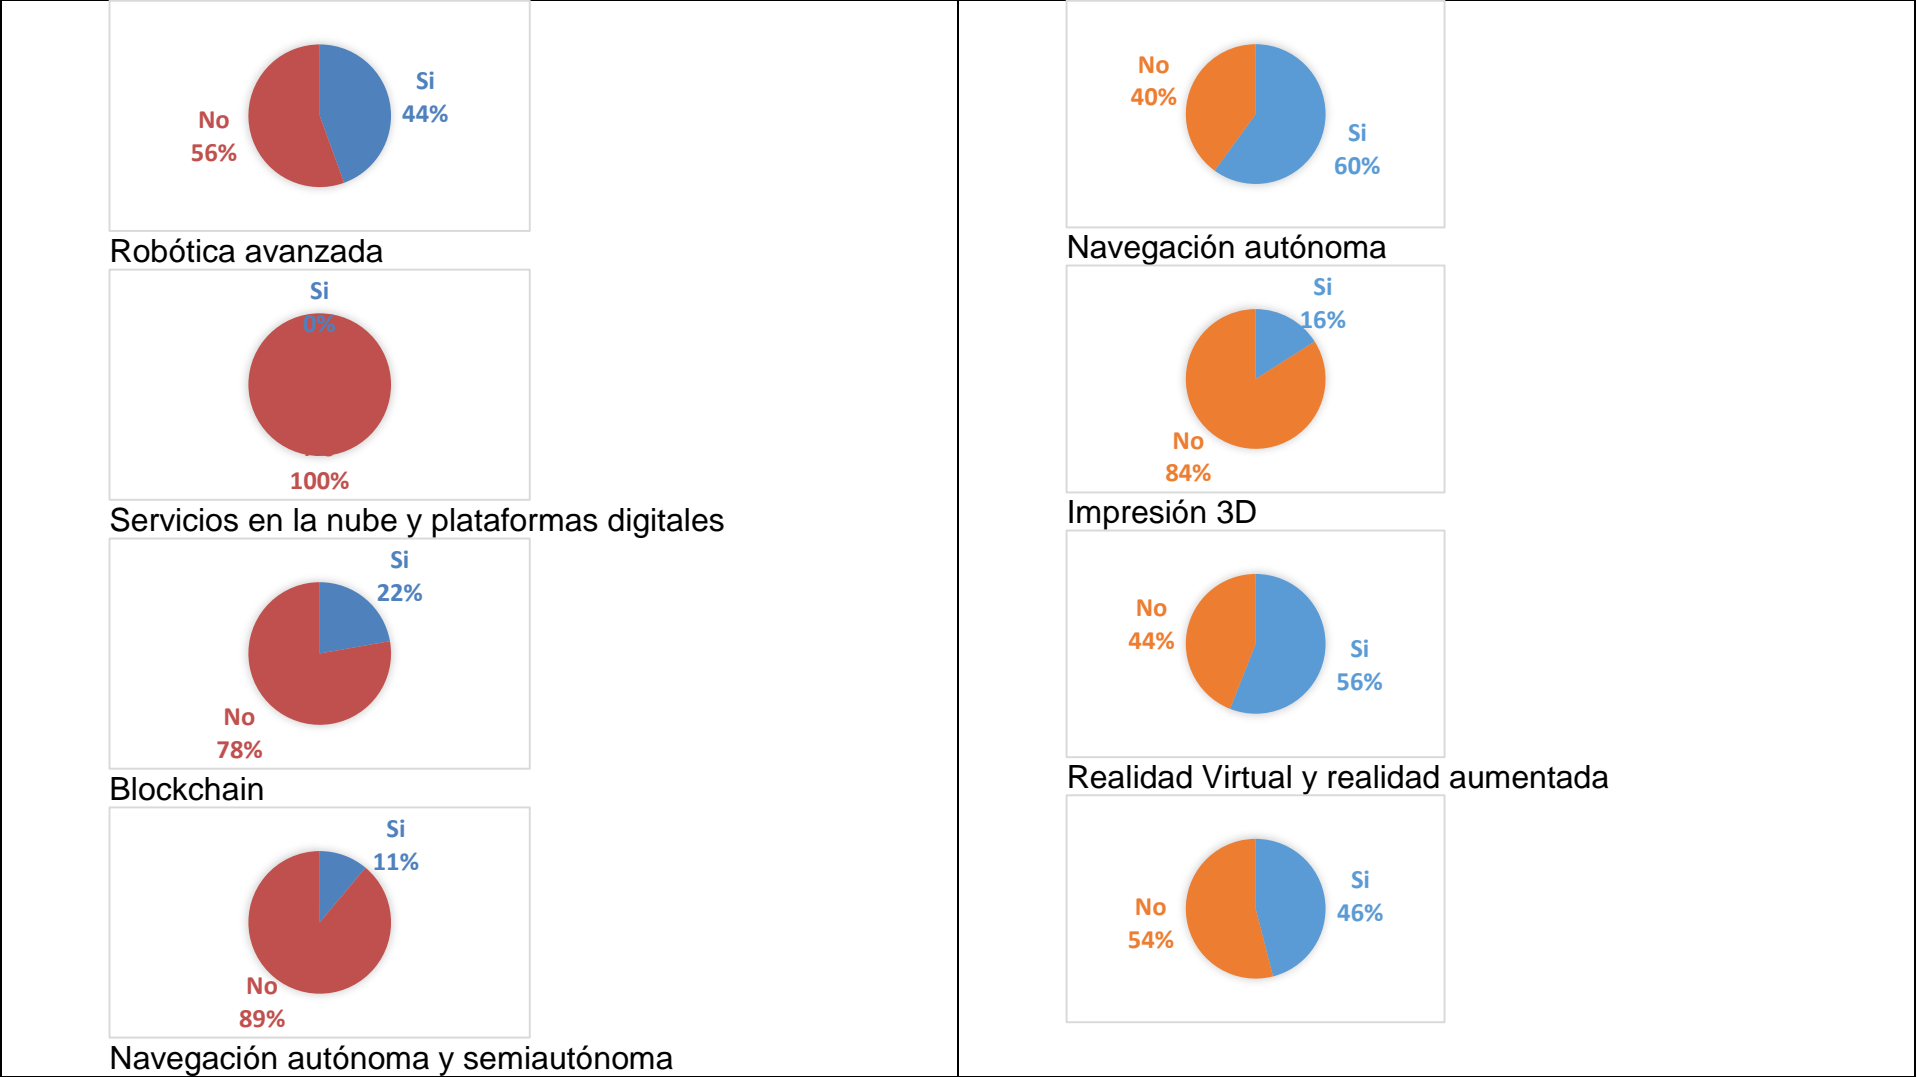 Si
44%
No
56%
Robótica avanzada
Si
0%
100%
Servicios en la nube y plataformas digitales
Si
22%
No
78%
Blockchain
Si
11%
No
89%
Navegación autónoma y semiautónoma
No
40%
Si
60%
Navegación autónoma
Si
16%
No
84%
Impresión 3D
No
44%
Si
56%
Realidad Virtual y realidad aumentada
Si
46%
No
54%